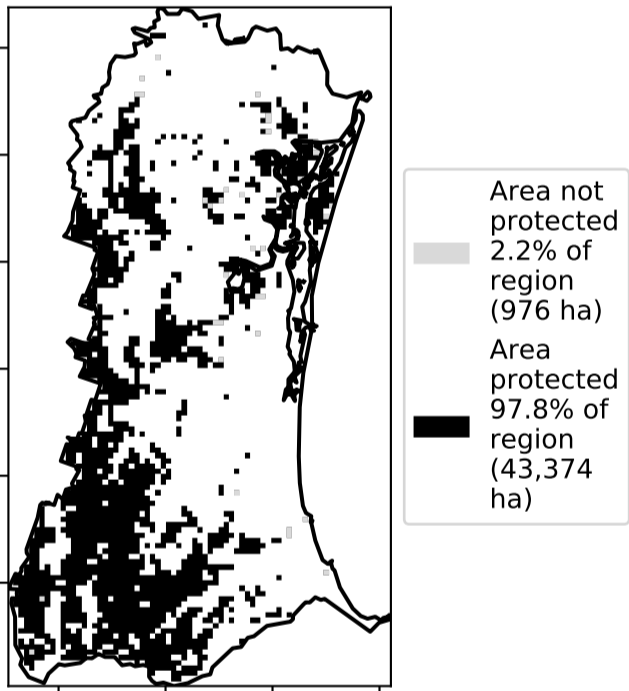 Area not
protected
2.2% of
region
(976 ha)
Area
protected
97.8% of
region
(43,374
ha)